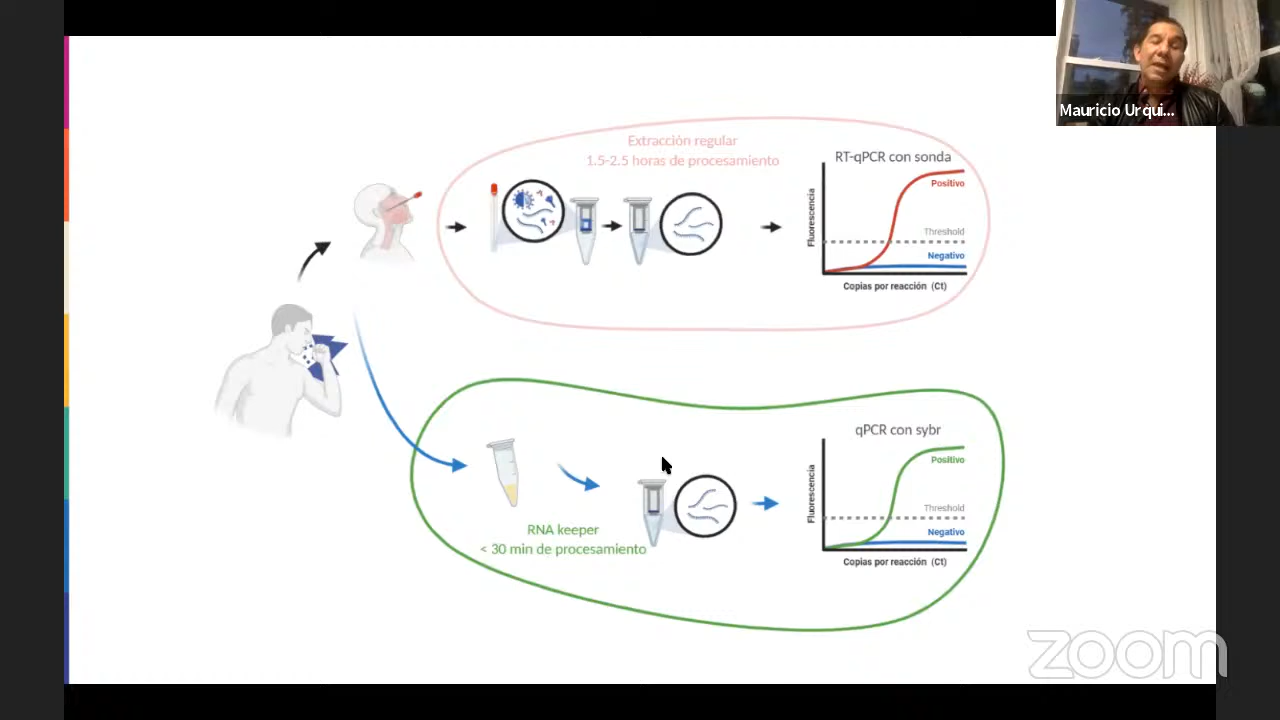 Mauricio Urqui...
Extracción regular
1.5-2.5 horas de procesamiento
RT-qPCR con sonda
Fluorescencia
Positivo
Threshold
Negativo
Copias por reacción (Ct)
RNA keeper
< 30 min de procesamiento
qPCR con sybr
Fluorescencia
Positivo
Threshold
Negativo
Copias por reacción (Ct)
zoom